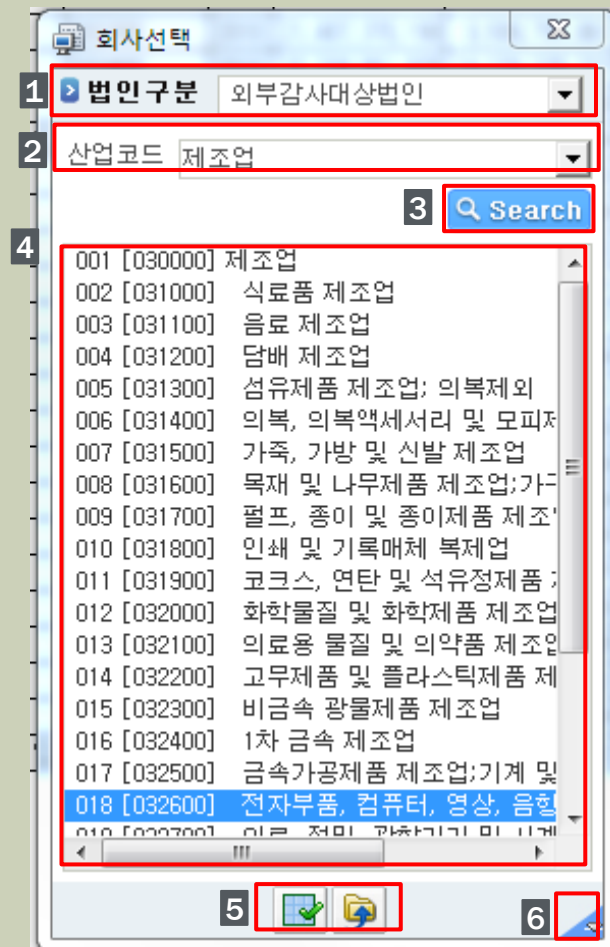 회사선택
1 법인구분 외부감사대상법인
2 산업코드 제조업
3 Search
4
001 [030000] 제조업
002 [031000] 식료품 제조업
003 [031100] 음료 제조업
004 [031200] 담배 제조업
005 [031300] 섬유제품 제조업; 의복제외
006 [031400] 의복, 의복액세서리 및 모피제
007 [031500] 가죽, 가방 및 신발 제조업
008 [031600] 목재 및 나무제품 제조업;가구
009 [031700] 펄프, 종이 및 종이제품 제조
010 [031800] 인쇄 및 기록매체 복제업
011 [031900] 코크스, 연탄 및 석유정제품
012 [032000] 화학물질 및 화학제품 제조업
013 [032100] 의료용 물질 및 의약품 제조업
014 [032200] 고무제품 및 플라스틱제품 제
015 [032300] 비금속 광물제품 제조업
016 [032400] 1차 금속 제조업
017 [032500] 금속가공제품 제조업;기계 및
018 [032600] 전자부품, 컴퓨터, 영상, 음향
5
6